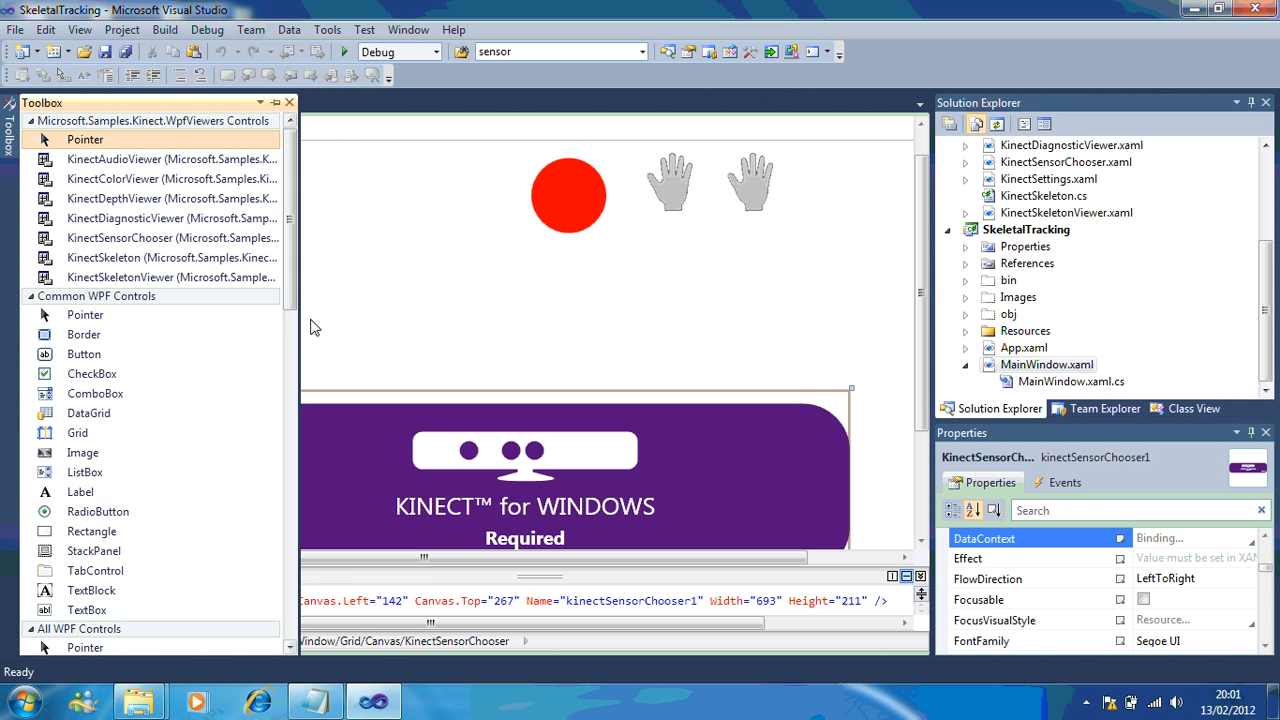 SkeletalTracking - Microsoft Visual Studio
File Edit View Project Build Debug Team Data Tools Test Window Help
Debug sensor
Toolbox
Toolbox
Microsoft.Samples.Kinect.WpfViewers Controls
Pointer
KinectAudioViewer (Microsoft.Samples.K...
KinectColorViewer (Microsoft.Samples.Ki...
KinectDepthViewer (Microsoft.Samples.K...
KinectDiagnosticViewer (Microsoft.Samp...
KinectSensorChooser (Microsoft.Samples...
KinectSkeleton (Microsoft.Samples.Kinec...
KinectSkeletonViewer (Microsoft.Sample...
Common WPF Controls
Pointer
Border
Button
CheckBox
ComboBox
DataGrid
Grid
Image
ListBox
Label
RadioButton
Rectangle
StackPanel
TabControl
TextBlock
TextBox
All WPF Controls
Pointer
KINECT™ for WINDOWS
Required
Canvas.Left="142" Canvas.Top="267" Name="kinectSensorChooser1" Width="693" Height="211" />
Window/Grid/Canvas/KinectSensorChooser
Solution Explorer
KinectDiagnosticViewer.xaml
KinectSensorChooser.xaml
KinectSettings.xaml
KinectSkeleton.cs
KinectSkeletonViewer.xaml
SkeletalTracking
Properties
References
bin
Images
obj
Resources
App.xaml
MainWindow.xaml
MainWindow.xaml.cs
Solution Explorer Team Explorer Class View
Properties
KinectSensorCh... kinectSensorChooser1
Properties Events
Search
DataContext Binding...
Effect Value must be set in XAM
FlowDirection LeftToRight
Focusable
FocusVisualStyle Resource...
FontFamily Segoe UI
Ready
20:01
13/02/2012